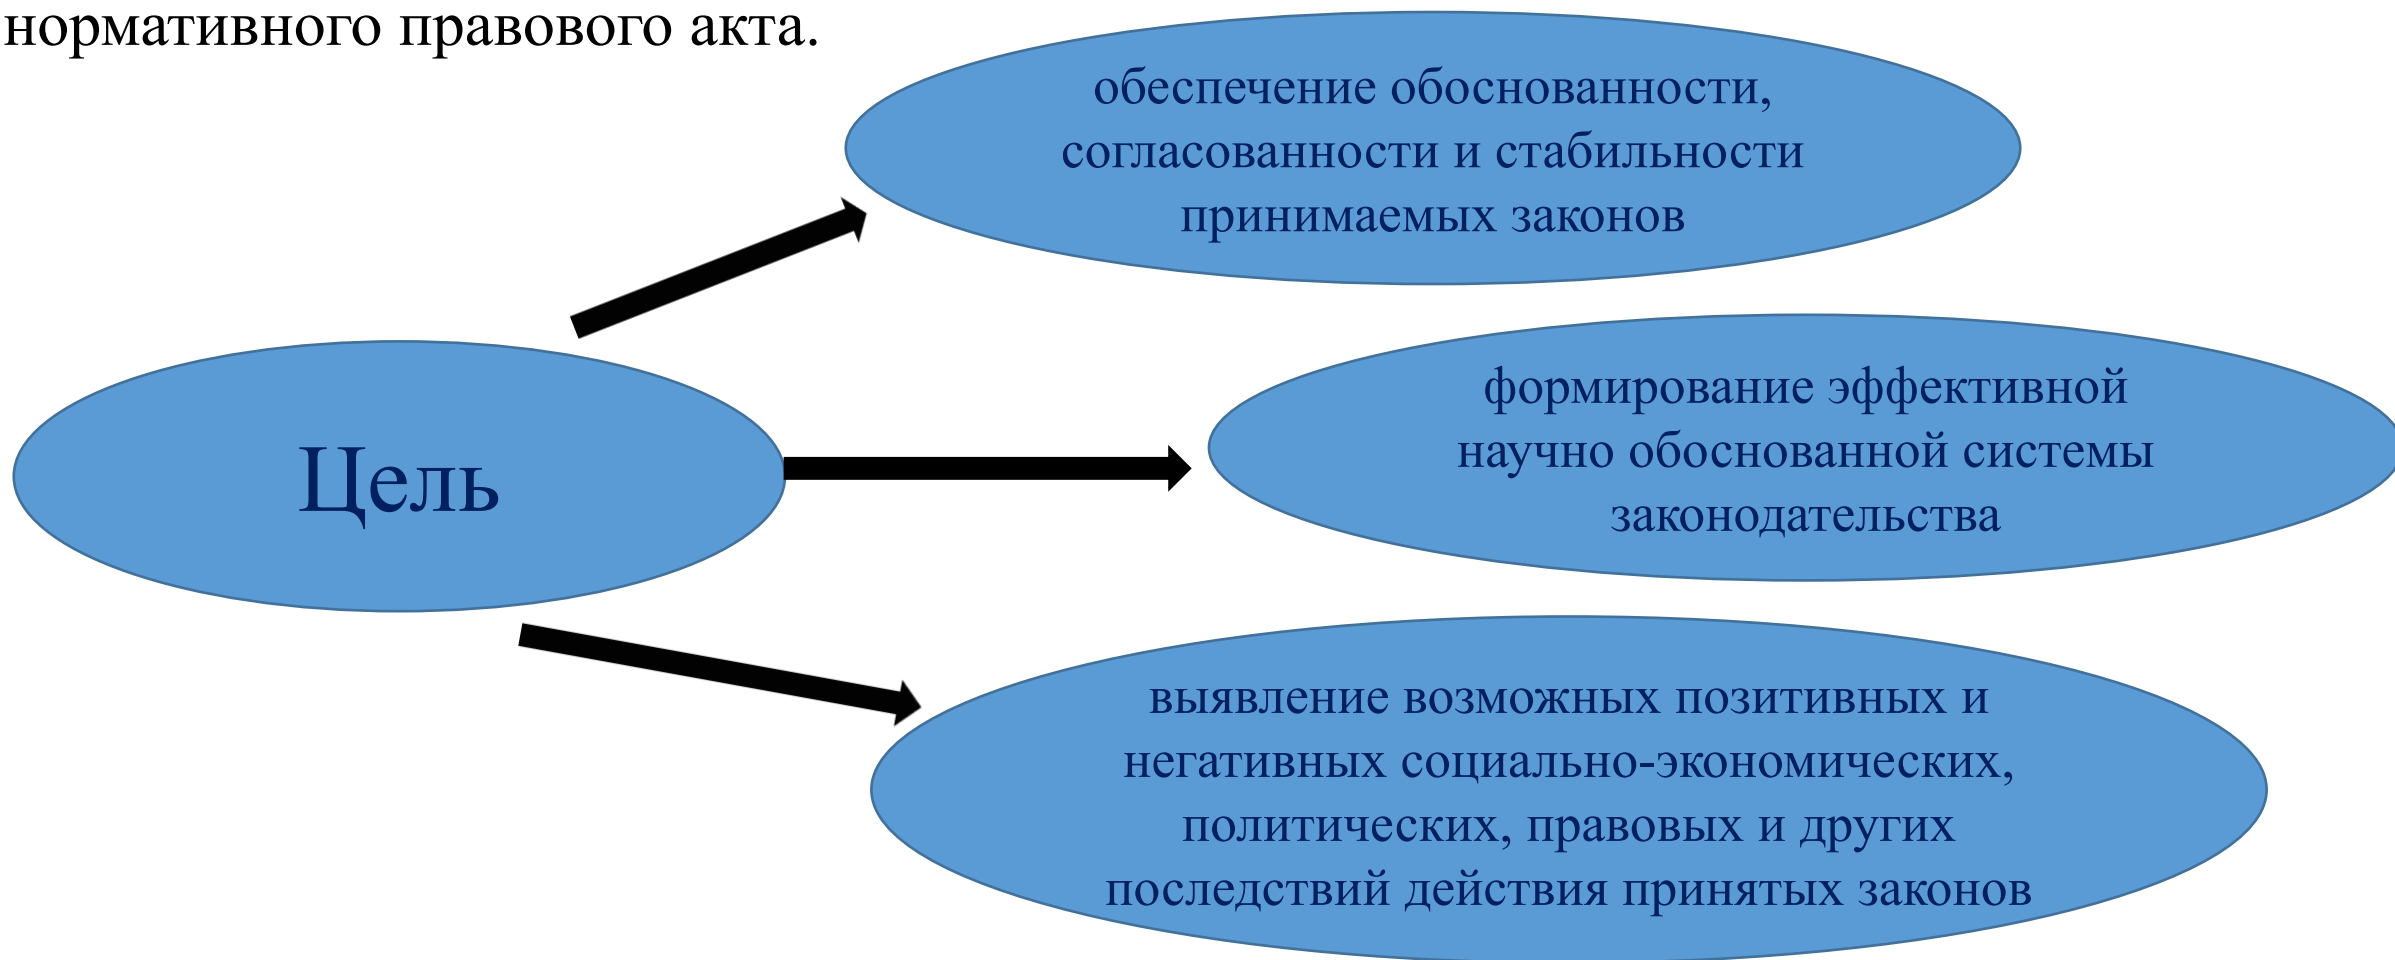 нормативного правового акта.
обеспечение обоснованности,
согласованности и стабильности
принимаемых законов
Цель
формирование эффективной
научно обоснованной системы
законодательства
выявление возможных позитивных и
негативных социально-экономических,
политических, правовых и других
последствий действия принятых законов